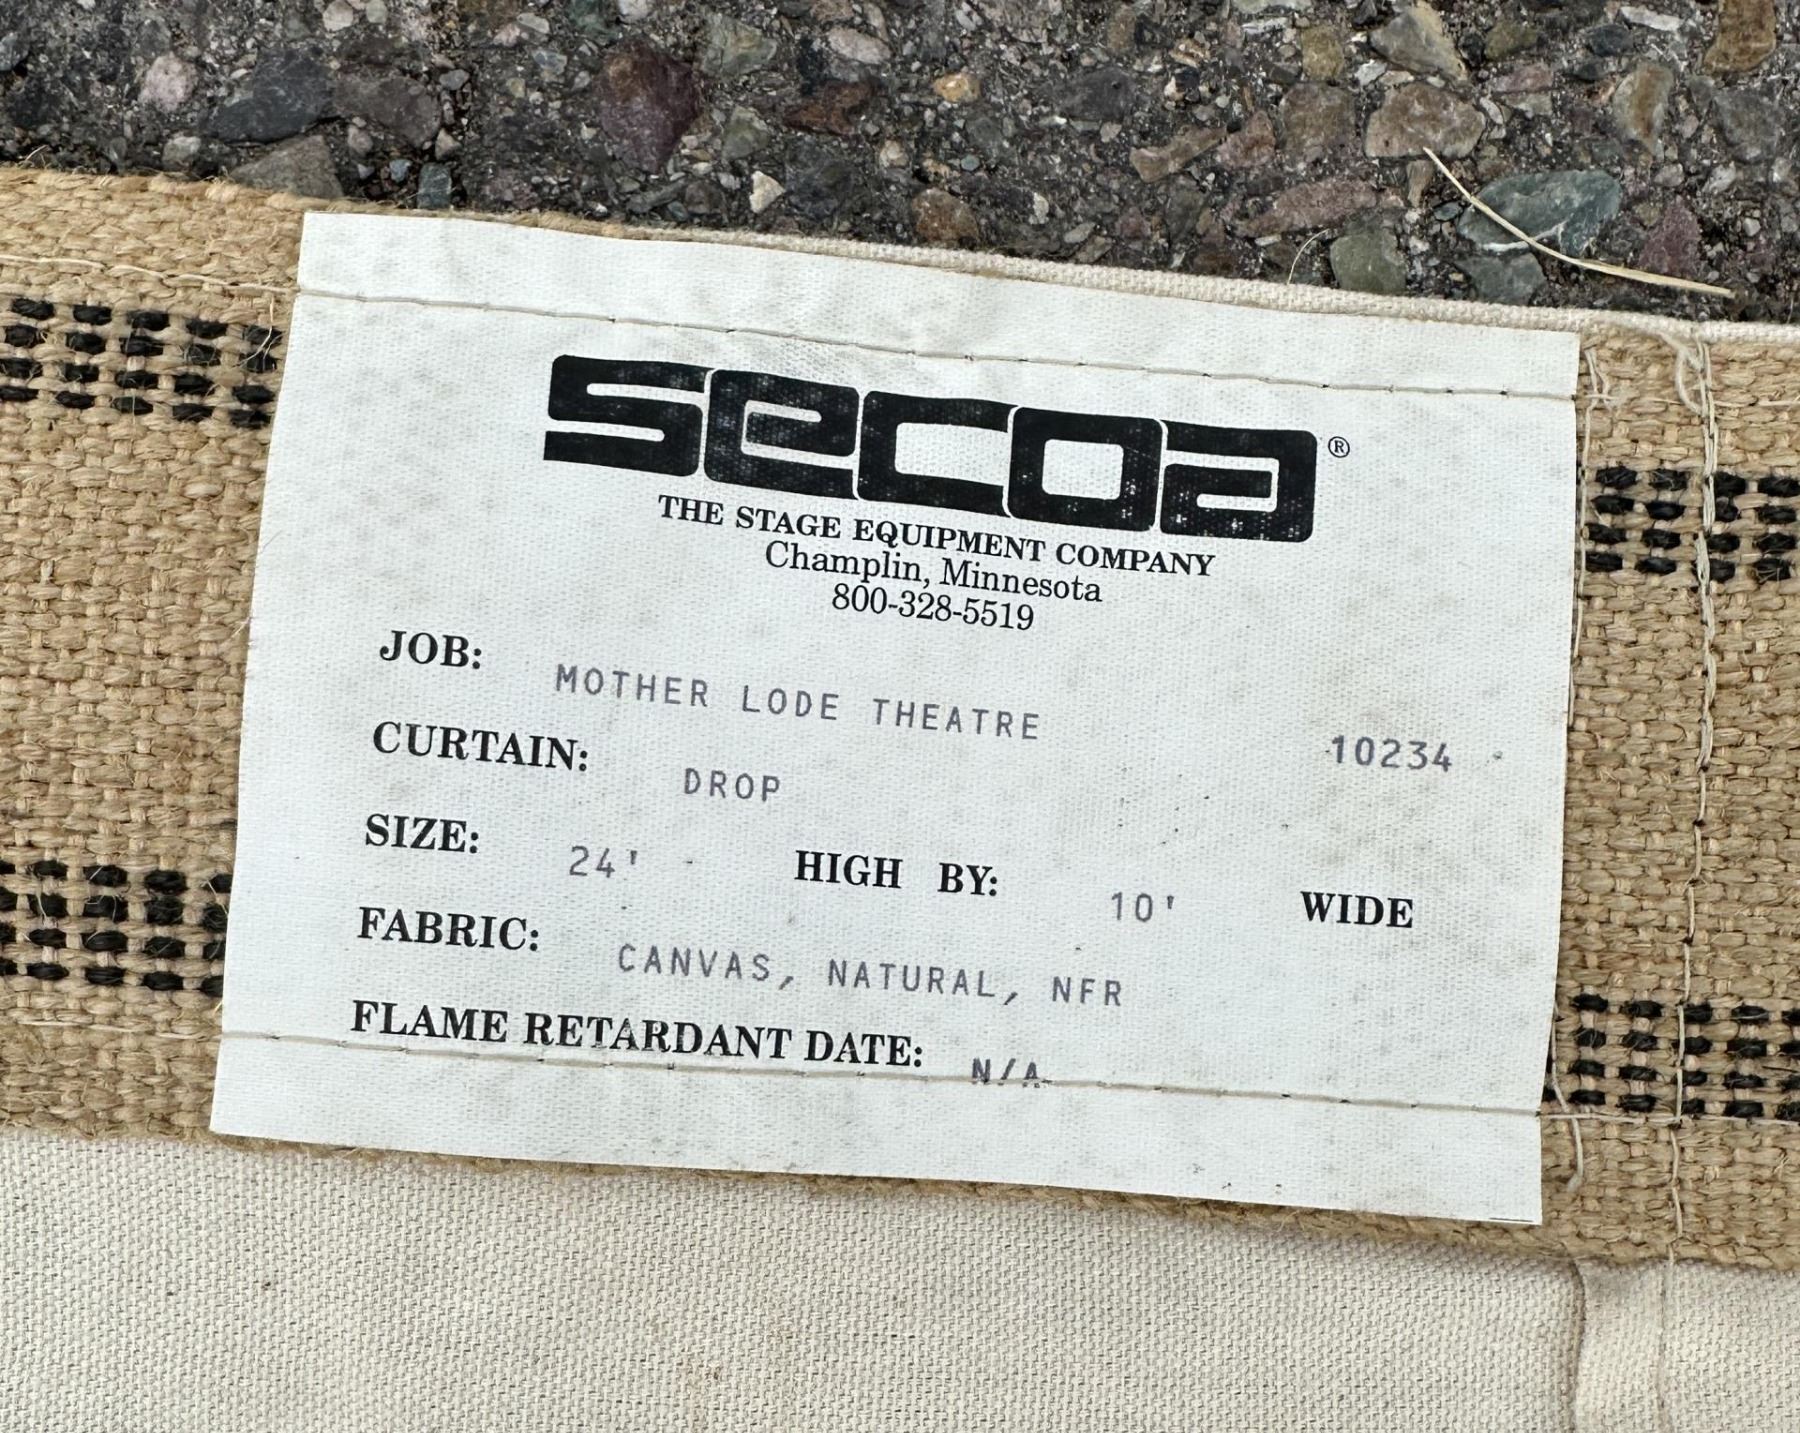 secoa®
THE STAGE EQUIPMENT COMPANY
Champlin, Minnesota
800-328-5519
JOB: MOTHER LODE THEATRE 10234
CURTAIN: DROP
SIZE: 24' HIGH BY: 10' WIDE
FABRIC: CANVAS, NATURAL, NFR
FLAME RETARDANT DATE: N/A